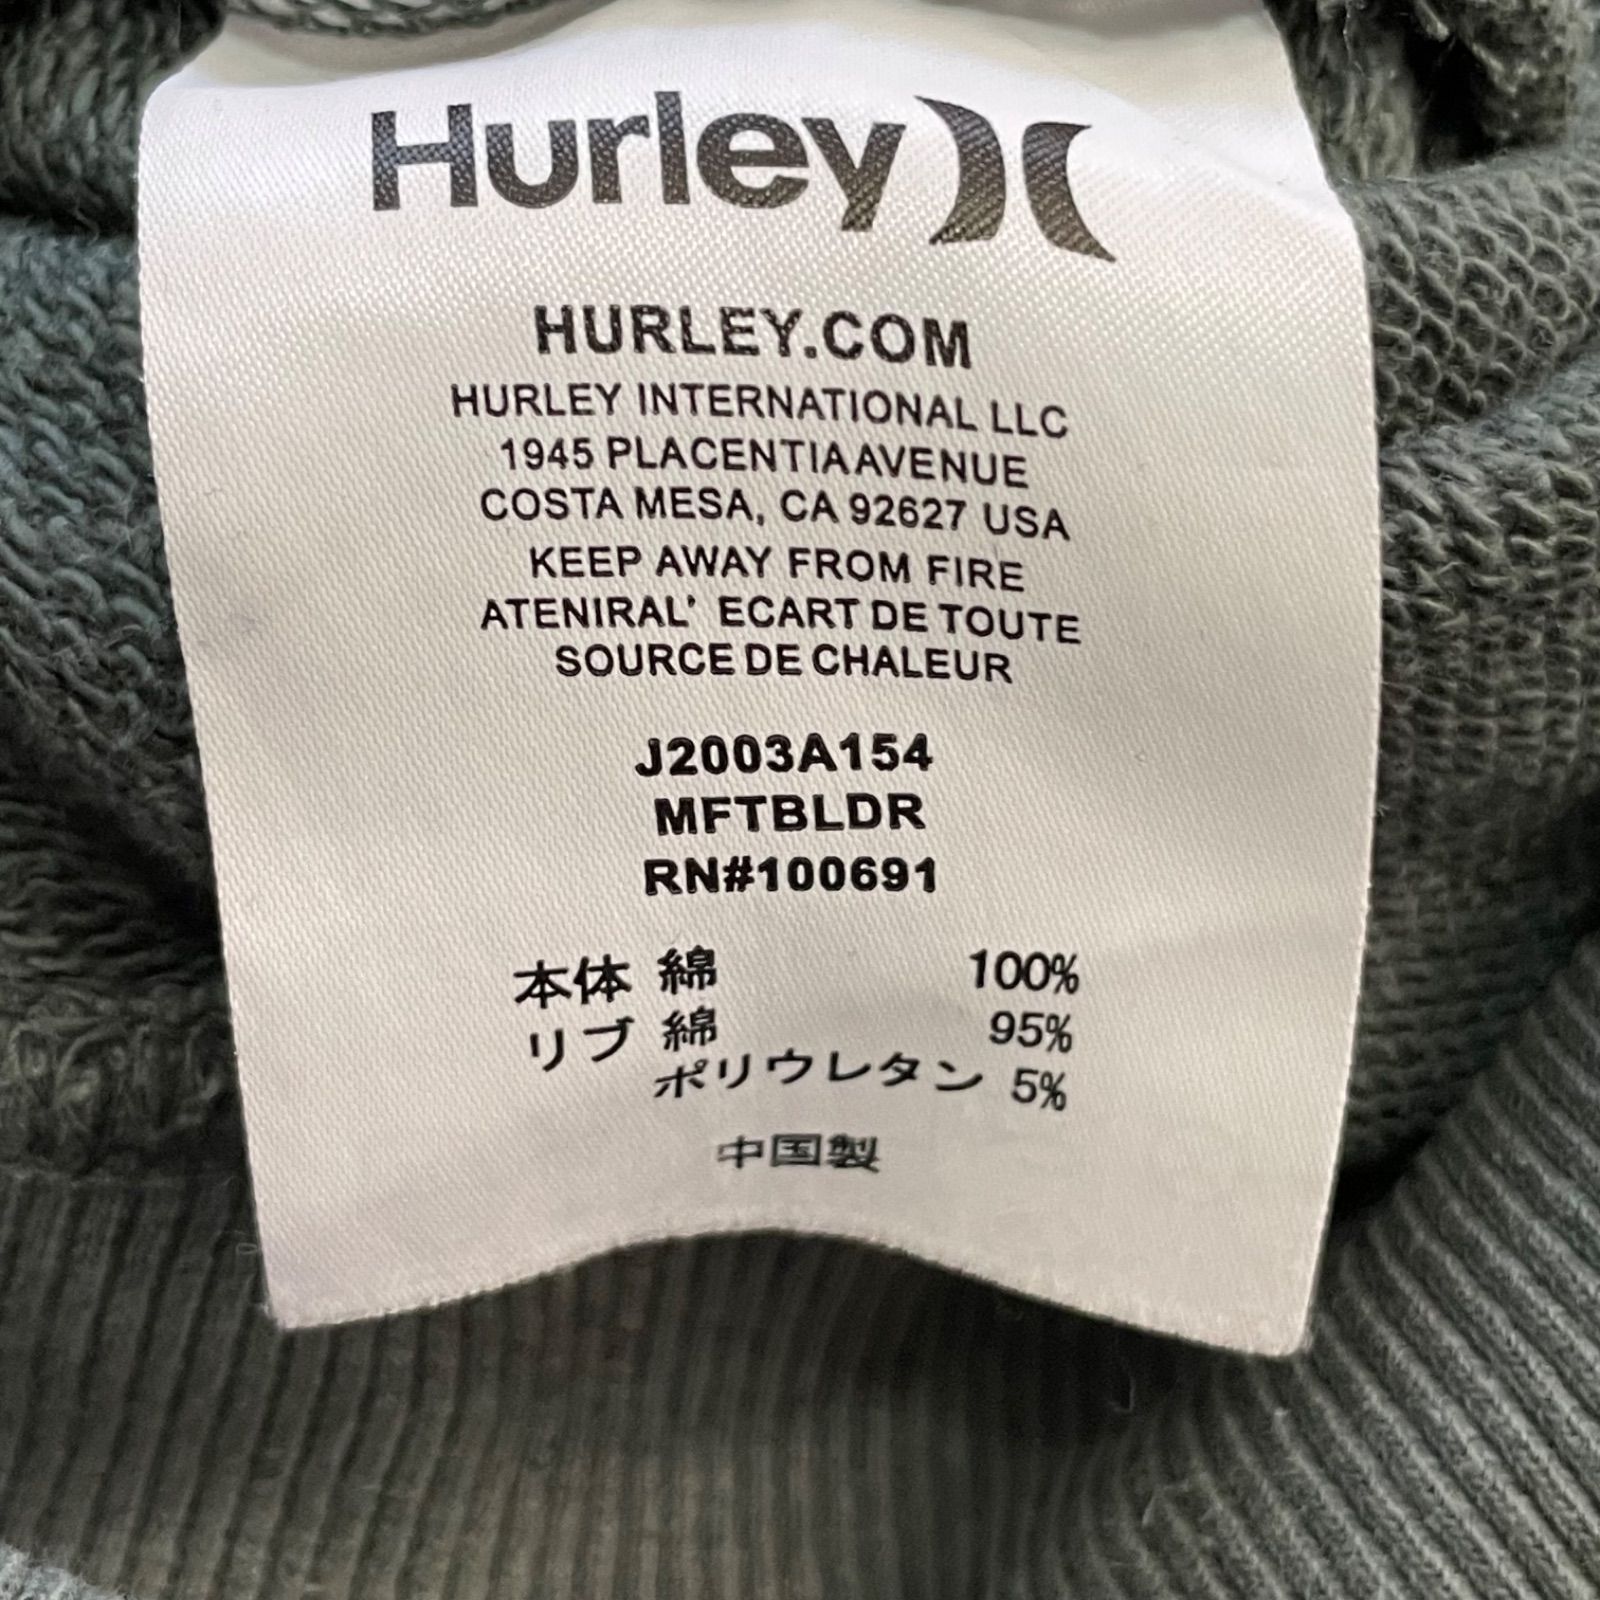 Hurley
HURLEY.COM
HURLEY INTERNATIONAL LLC
1945 PLACENTIAAVENUE
COSTA MESA, CA 92627 USA
KEEP AWAY FROM FIRE
ATENIRAL' ECART DE TOUTE
SOURCE DE CHALEUR
J2003A154
MFTBLDR
RN#100691
本体 綿 100%
リブ 綿 95%
ポリウレタン 5%
中国製